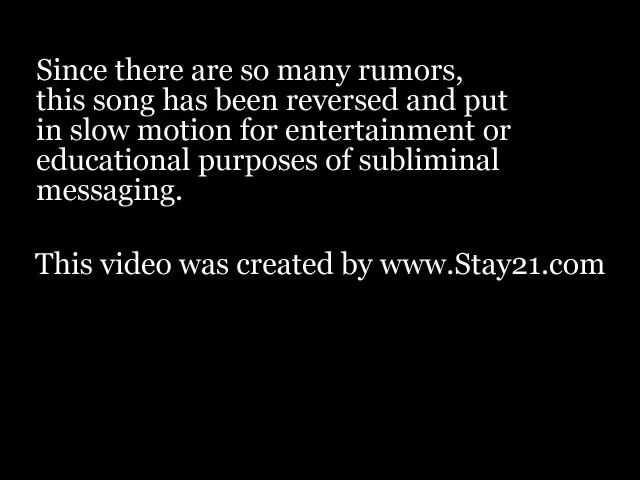 Since there are so many rumors,
this song has been reversed and put
in slow motion for entertainment or
educational purposes of subliminal
messaging.
This video was created by www.Stay21.com